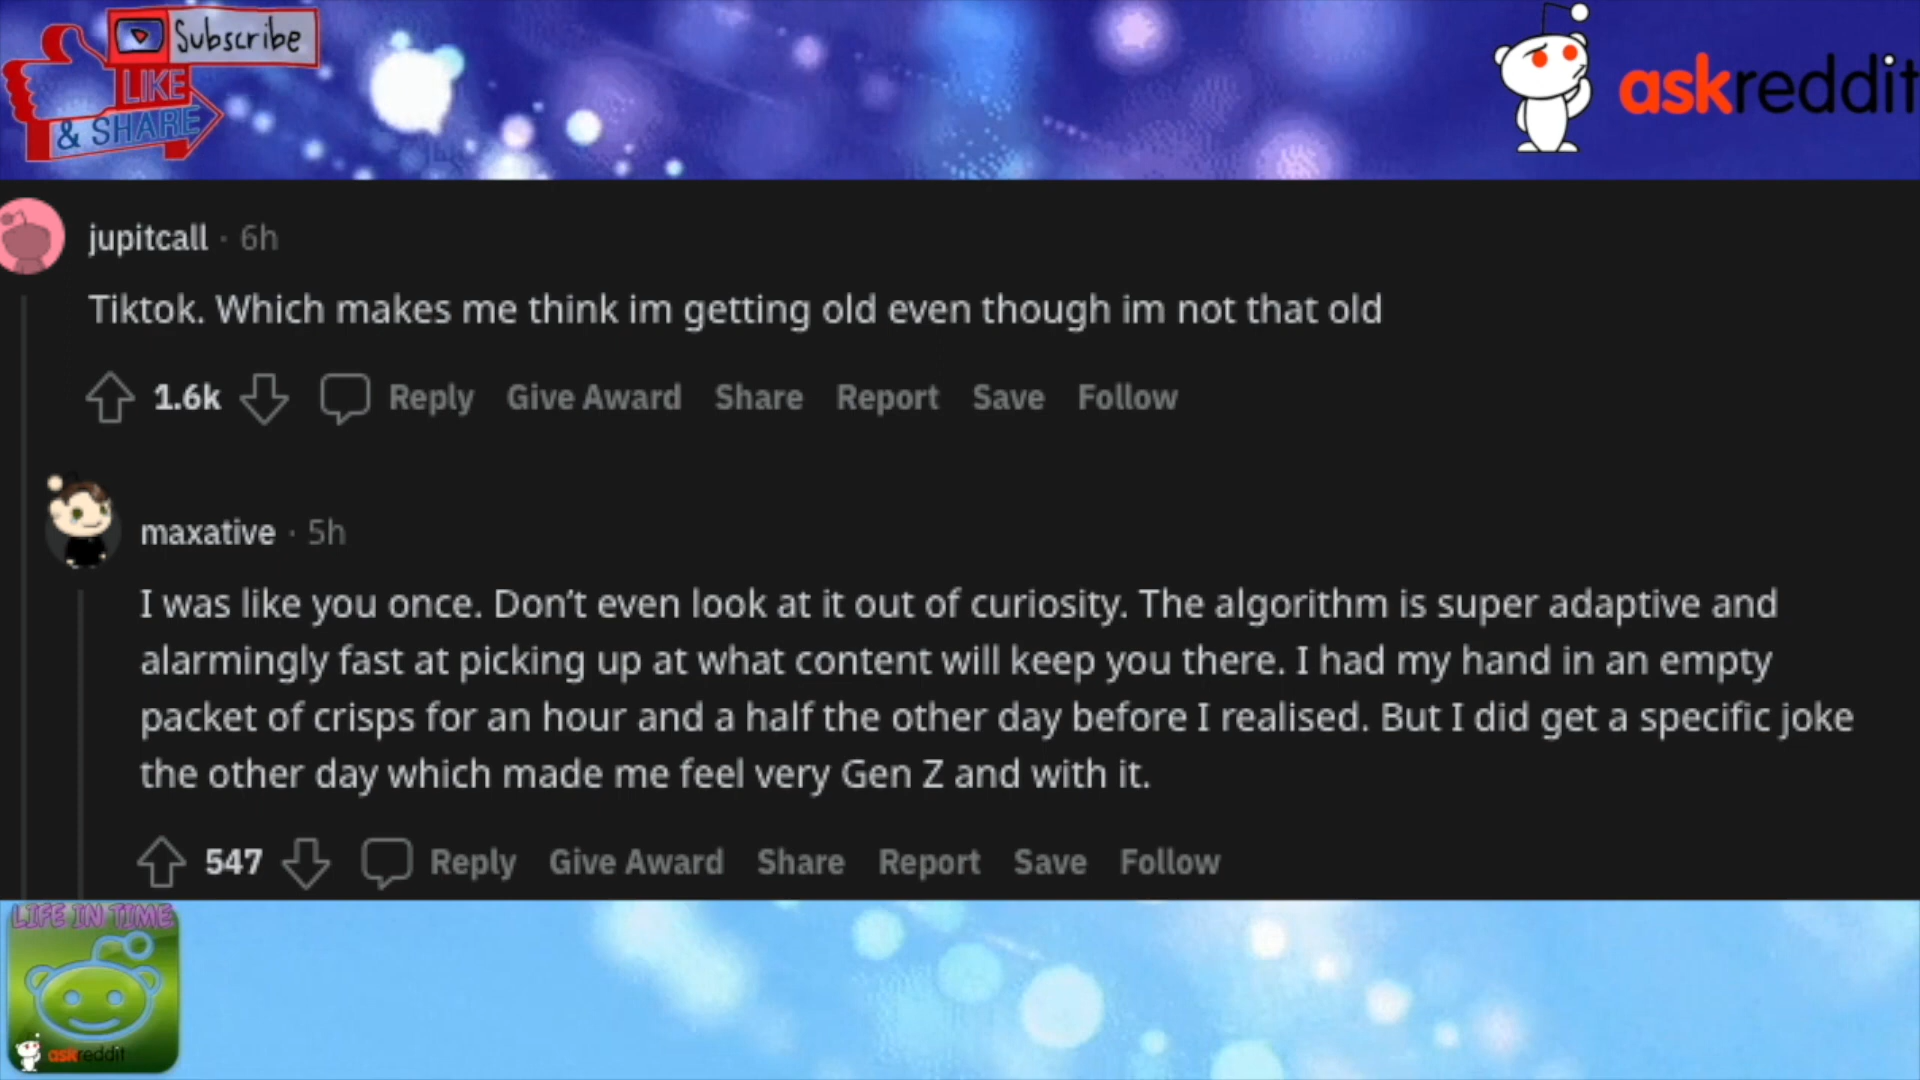 Subscribe
LIKE
& SHARE
askreddit
jupitcall · 6h
Tiktok. Which makes me think im getting old even though im not that old
1.6k Reply Give Award Share Report Save Follow
maxative · 5h
I was like you once. Don’t even look at it out of curiosity. The algorithm is super adaptive and
alarmingly fast at picking up at what content will keep you there. I had my hand in an empty
packet of crisps for an hour and a half the other day before I realised. But I did get a specific joke
the other day which made me feel very Gen Z and with it.
547 Reply Give Award Share Report Save Follow
LIFE IN TIME
askreddit